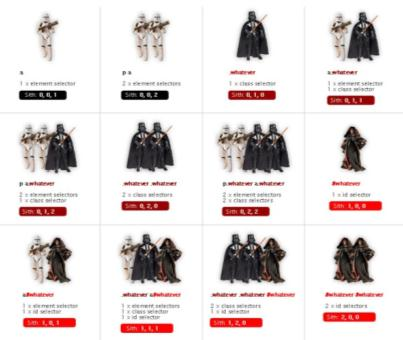 a
1 x element selector
Sith: 0, 0, 1
p a
2 x element selectors
Sith: 0, 0, 2
.whatever
1 x class selector
Sith: 0, 1, 0
a.whatever
1 x element selector
1 x class selector
Sith: 0, 1, 1
p a.whatever
2 x element selectors
1 x class selector
Sith: 0, 1, 2
.whatever .whatever
2 x class selectors
Sith: 0, 2, 0
p.whatever a.whatever
2 x element selectors
2 x class selectors
Sith: 0, 2, 2
#whatever
1 x id selector
Sith: 1, 0, 0
a#whatever
1 x element selector
1 x id selector
Sith: 1, 0, 1
.whatever a#whatever
1 x element selector
1 x class selector
1 x id selector
Sith: 1, 1, 1
.whatever .whatever #whatever
2 x class selectors
1 x id selector
Sith: 1, 2, 0
#whatever #whatever
2 x id selector
Sith: 2, 0, 0